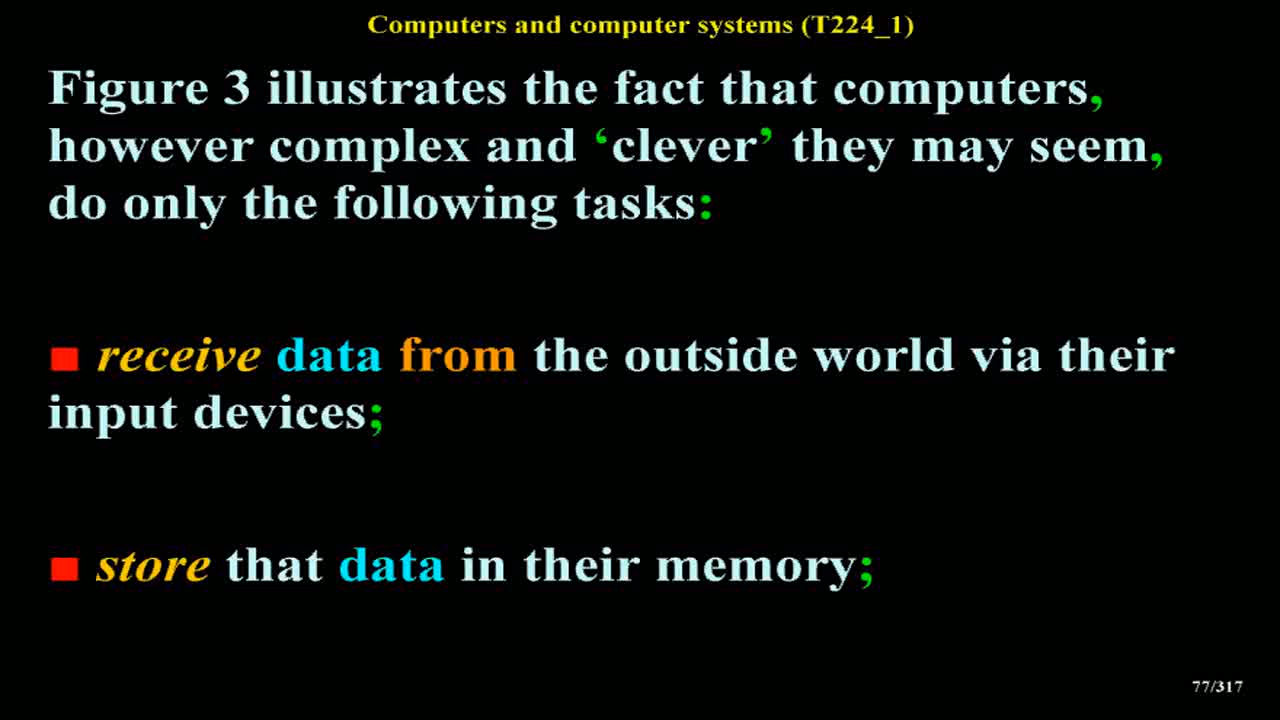 Computers and computer systems (T224_1)
Figure 3 illustrates the fact that computers,
however complex and ‘clever’ they may seem,
do only the following tasks:
■ receive data from the outside world via their
input devices;
■ store that data in their memory;
77/317